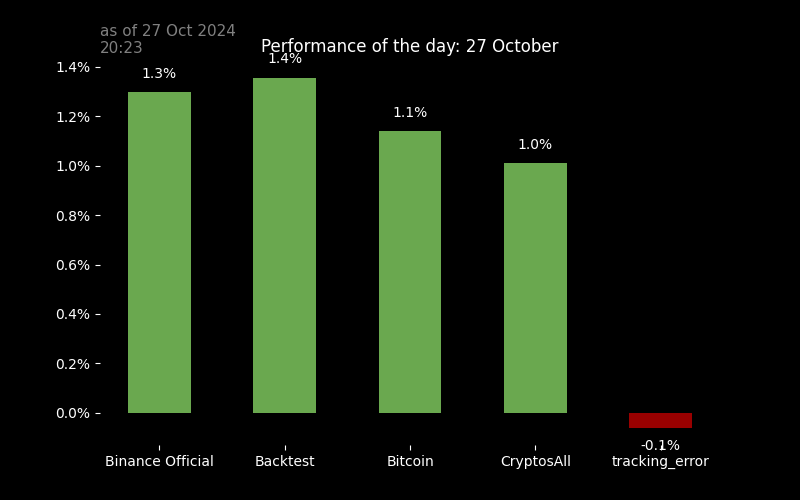 as of 27 Oct 2024
20:23
Performance of the day: 27 October
1.4%
1.2%
1.0%
0.8%
0.6%
0.4%
0.2%
0.0%
1.3%
1.4%
1.1%
1.0%
-0.1%
Binance Official
Backtest
Bitcoin
CryptosAll
tracking_error